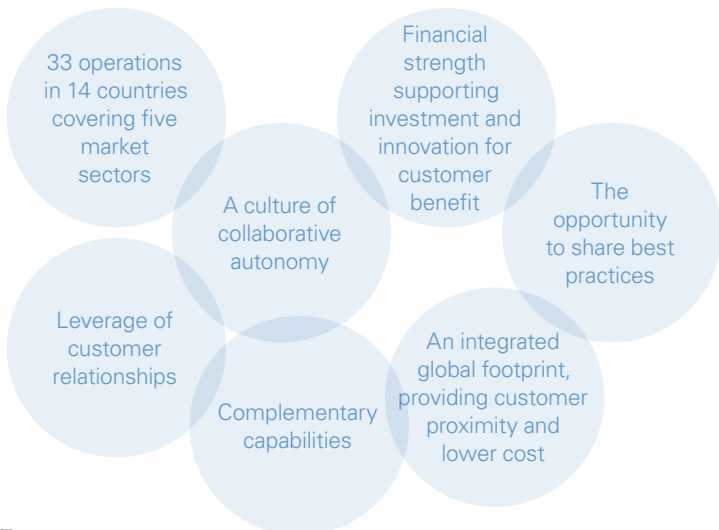 33 operations
in 14 countries
covering five
market
sectors
Financial
strength
supporting
investment and
innovation for
customer
benefit
A culture of
collaborative
autonomy
The
opportunity
to share best
practices
Leverage of
customer
relationships
Complementary
capabilities
An integrated
global footprint,
providing customer
proximity and
lower cost